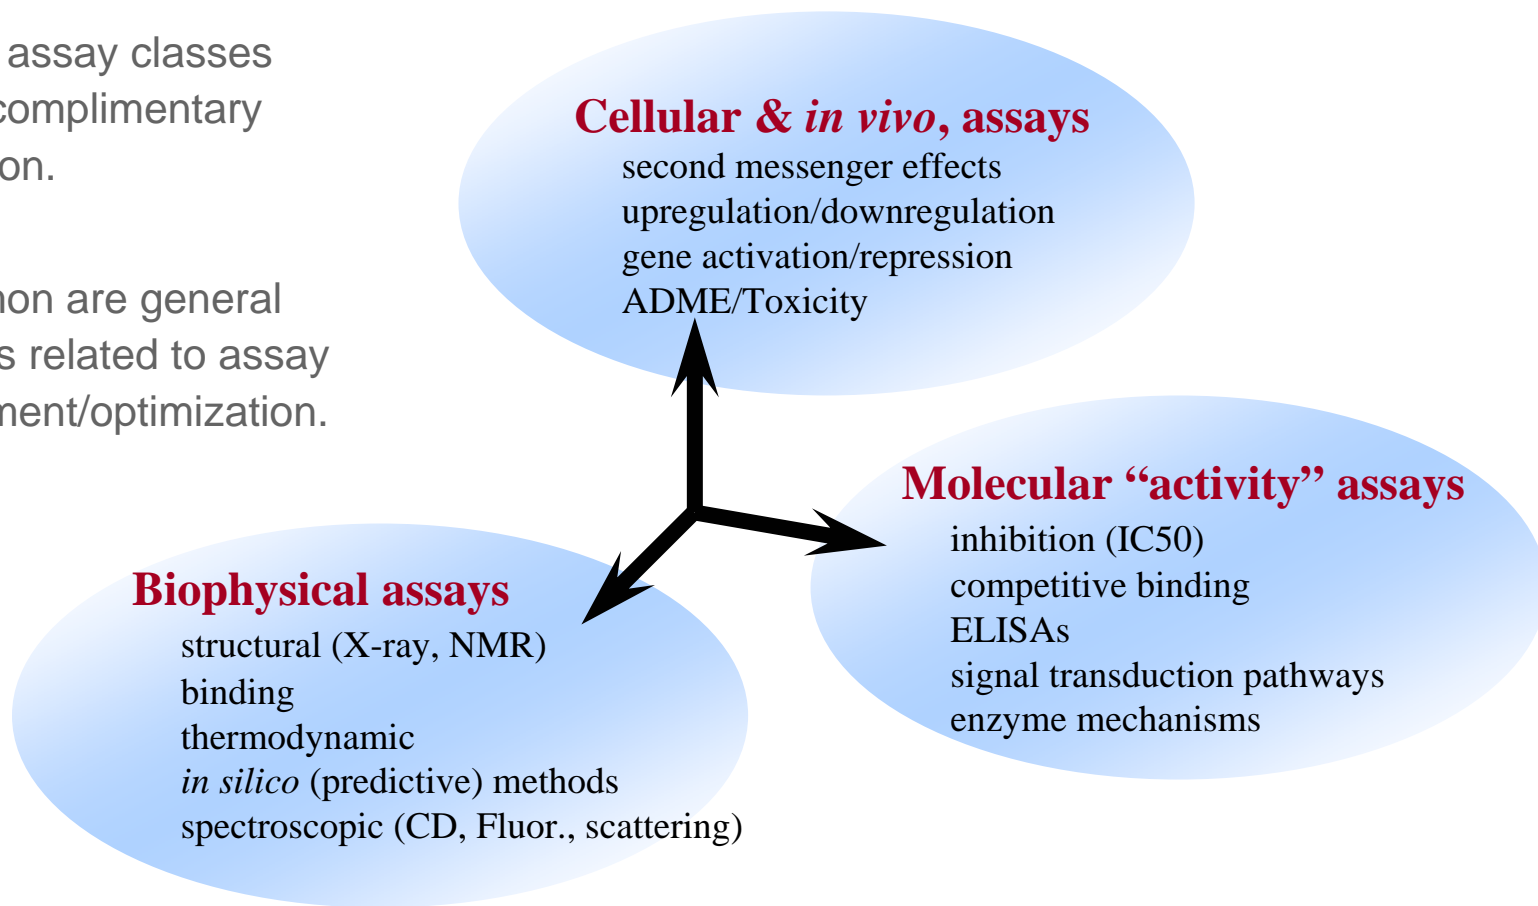 assay classes
complimentary
on.
non are general
s related to assay
ment/optimization.
Cellular & in vivo, assays
second messenger effects
upregulation/downregulation
gene activation/repression
ADME/Toxicity
Molecular “activity” assays
inhibition (IC50)
competitive binding
ELISAs
signal transduction pathways
enzyme mechanisms
Biophysical assays
structural (X-ray, NMR)
binding
thermodynamic
in silico (predictive) methods
spectroscopic (CD, Fluor., scattering)